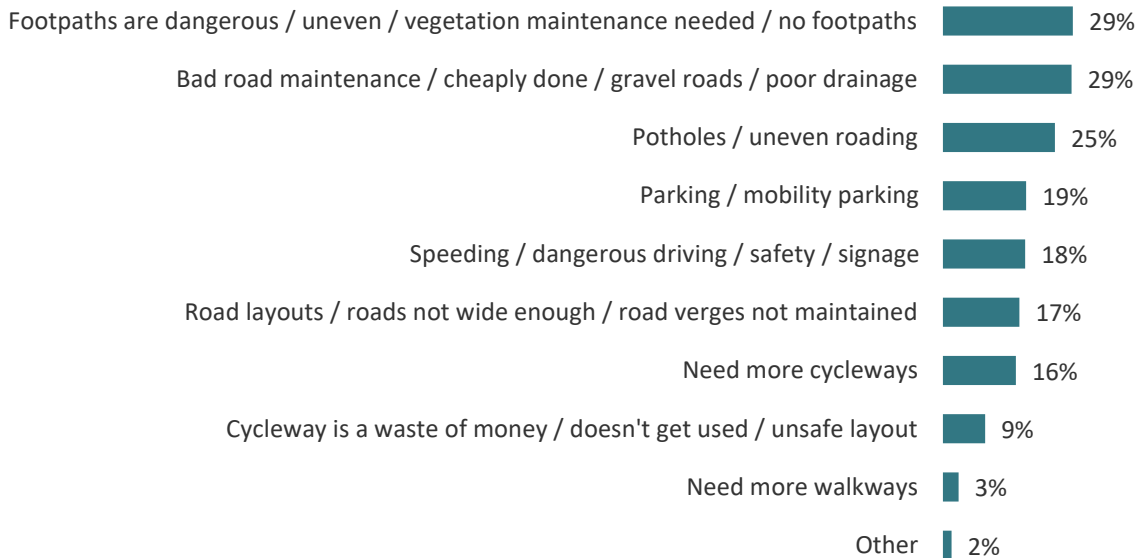 Footpaths are dangerous / uneven / vegetation maintenance needed / no footpaths 29%
Bad road maintenance / cheaply done / gravel roads / poor drainage 29%
Potholes / uneven roading 25%
Parking / mobility parking 19%
Speeding / dangerous driving / safety / signage 18%
Road layouts / roads not wide enough / road verges not maintained 17%
Need more cycleways 16%
Cycleway is a waste of money / doesn't get used / unsafe layout 9%
Need more walkways 3%
Other 2%